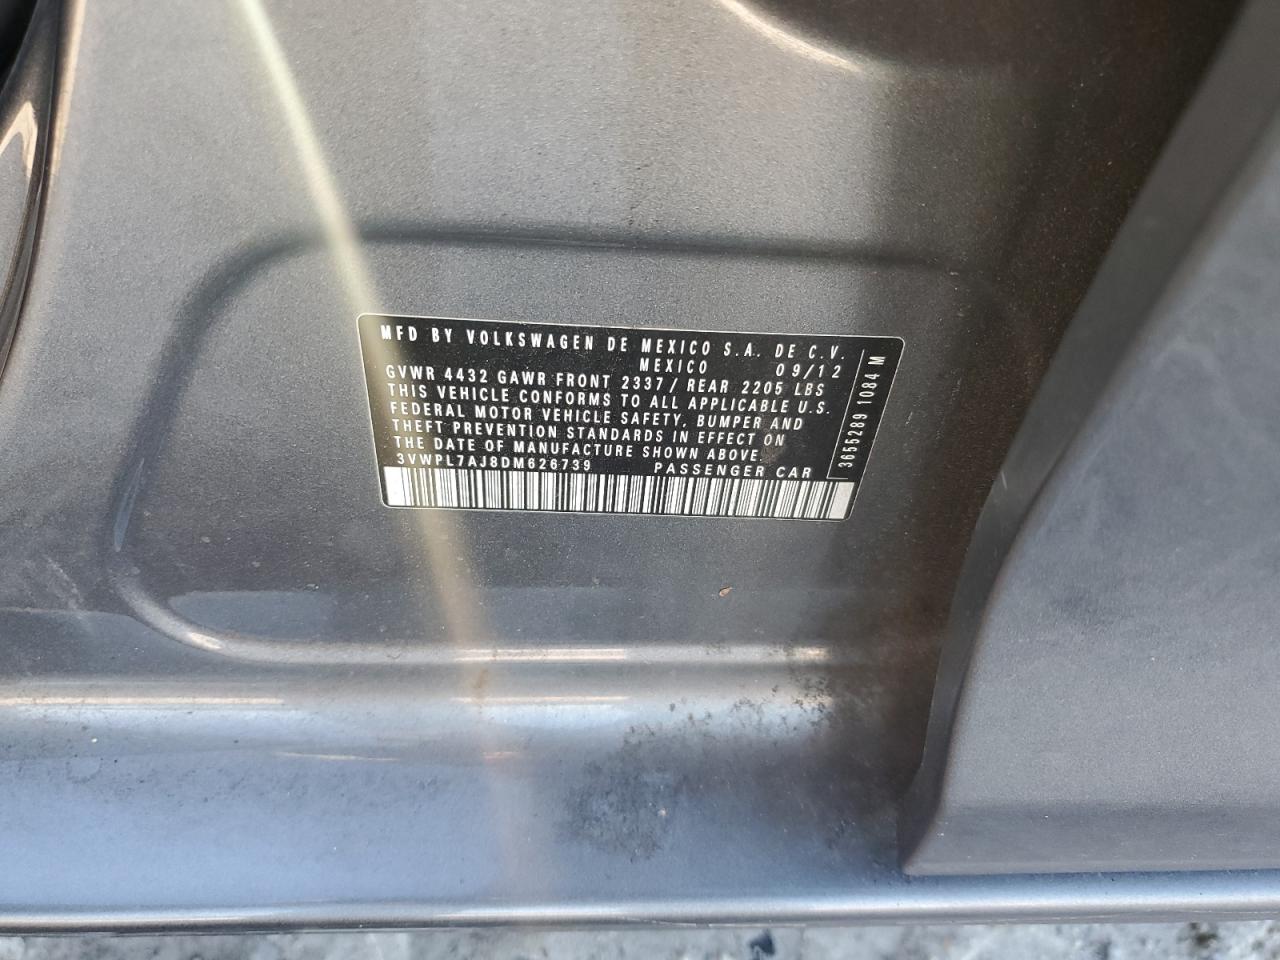 MFD BY VOLKSWAGEN DE MEXICO S.A. DE C.V.
MEXICO 09/12
GVWR 4432 GAWR FRONT 2337/ REAR 2205 LBS
THIS VEHICLE CONFORMS TO ALL APPLICABLE U.S.
FEDERAL MOTOR VEHICLE SAFETY, BUMPER AND
THEFT PREVENTION STANDARDS IN EFFECT ON
THE DATE OF MANUFACTURE SHOWN ABOVE.
3VWPL7AJ8DM626739 PASSENGER CAR
3655289 1084 M